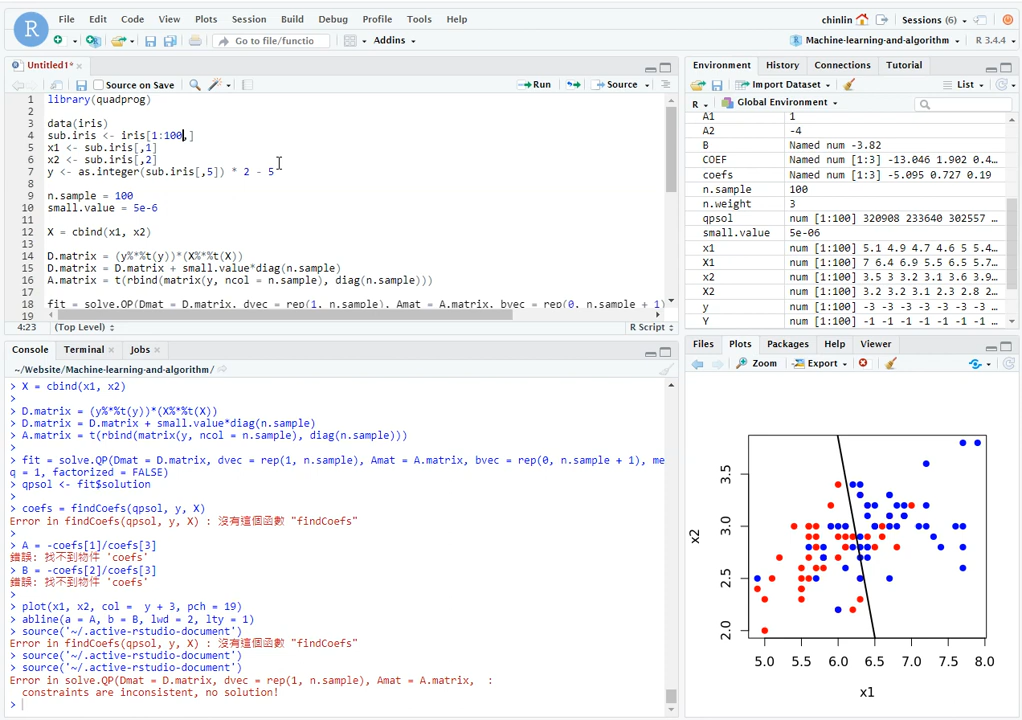 File Edit Code View Plots Session Build Debug Profile Tools Help
chinlin Sessions (6)
R
Go to file/functio Addins
Machine-learning-and-algorithm R 3.4.4
Untitled1* ×
Source on Save Run Source
1 library(quadprog)
2
3 data(iris)
4 sub.iris <- iris[1:100,]
5 x1 <- sub.iris[,1]
6 x2 <- sub.iris[,2]
7 y <- as.integer(sub.iris[,5]) * 2 - 5
8
9 n.sample = 100
10 small.value = 5e-6
11
12 X = cbind(x1, x2)
13
14 D.matrix = (y%*%t(y))*(X%*%t(X))
15 D.matrix = D.matrix + small.value*diag(n.sample)
16 A.matrix = t(rbind(matrix(y, ncol = n.sample), diag(n.sample)))
17
18 fit = solve.QP(Dmat = D.matrix, dvec = rep(1, n.sample), Amat = A.matrix, bvec = rep(0, n.sample + 1)
19
4:23 (Top Level) R Script
Console Terminal × Jobs ×
~/Website/Machine-learning-and-algorithm/
> X = cbind(x1, x2)
>
> D.matrix = (y%*%t(y))*(X%*%t(X))
> D.matrix = D.matrix + small.value*diag(n.sample)
> A.matrix = t(rbind(matrix(y, ncol = n.sample), diag(n.sample)))
>
> fit = solve.QP(Dmat = D.matrix, dvec = rep(1, n.sample), Amat = A.matrix, bvec = rep(0, n.sample + 1), me
q = 1, factorized = FALSE)
> qpsol <- fit$solution
>
> coefs = findCoefs(qpsol, y, X)
Error in findCoefs(qpsol, y, X) : 沒有這個函數 "findCoefs"
>
> A = -coefs[1]/coefs[3]
錯誤: 找不到物件 'coefs'
> B = -coefs[2]/coefs[3]
錯誤: 找不到物件 'coefs'
>
> plot(x1, x2, col = y + 3, pch = 19)
> abline(a = A, b = B, lwd = 2, lty = 1)
> source('~/.active-rstudio-document')
Error in findCoefs(qpsol, y, X) : 沒有這個函數 "findCoefs"
> source('~/.active-rstudio-document')
> source('~/.active-rstudio-document')
Error in solve.QP(Dmat = D.matrix, dvec = rep(1, n.sample), Amat = A.matrix, :
constraints are inconsistent, no solution!
>
Environment History Connections Tutorial
Import Dataset List
R Global Environment
A1 1
A2 -4
B Named num -3.82
COEF Named num [1:3] -13.046 1.902 0.4…
coefs Named num [1:3] -5.095 0.727 0.19
n.sample 100
n.weight 3
qpsol num [1:100] 320908 233640 302557 …
small.value 5e-06
x1 num [1:100] 5.1 4.9 4.7 4.6 5 5.4…
X1 num [1:100] 7 6.4 6.9 5.5 6.5 5.7…
x2 num [1:100] 3.5 3 3.2 3.1 3.6 3.9…
X2 num [1:100] 3.2 3.2 3.1 2.3 2.8 2…
y num [1:100] -3 -3 -3 -3 -3 -3 -3 …
Y num [1:100] -1 -1 -1 -1 -1 -1 -1 …
Files Plots Packages Help Viewer
Zoom Export
3.5
3.0
2.5
2.0
x2
5.0 5.5 6.0 6.5 7.0 7.5 8.0
x1